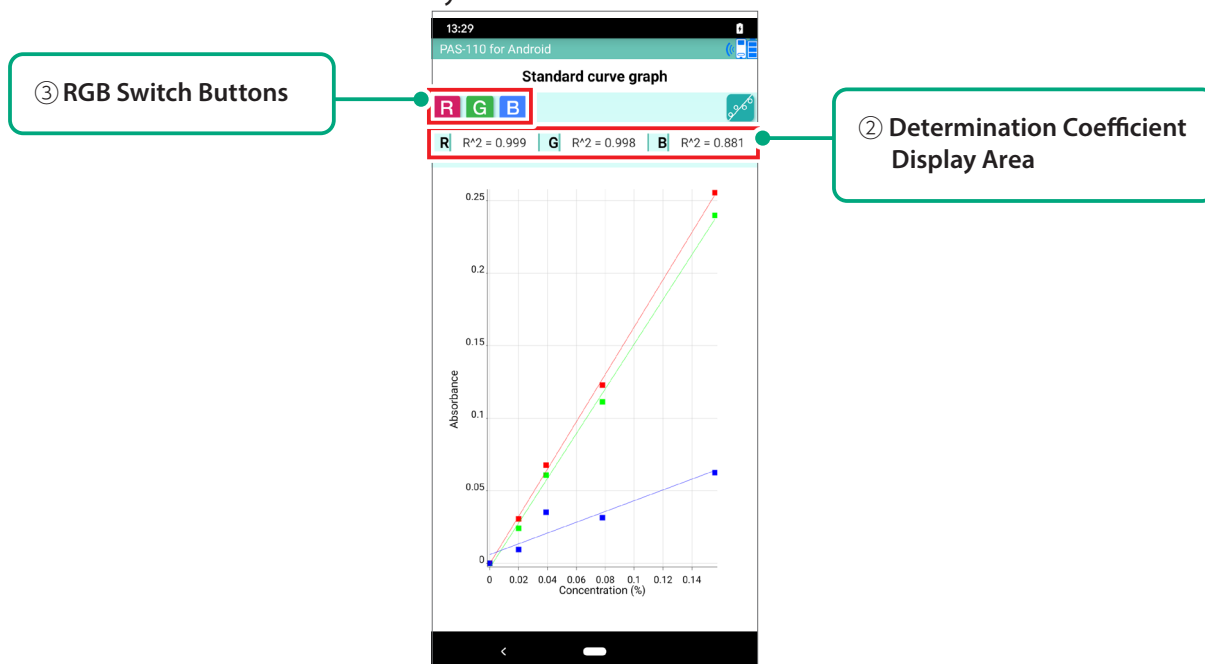 13:29
PAS-110 for Android
Standard curve graph
③ RGB Switch Buttons
R G B
② Determination Coefficient
Display Area
R R^2 = 0.999 G R^2 = 0.998 B R^2 = 0.881
0.25
0.2
0.15
0.1
0.05
0
Absorbance
0 0.02 0.04 0.06 0.08 0.1 0.12 0.14
Concentration (%)